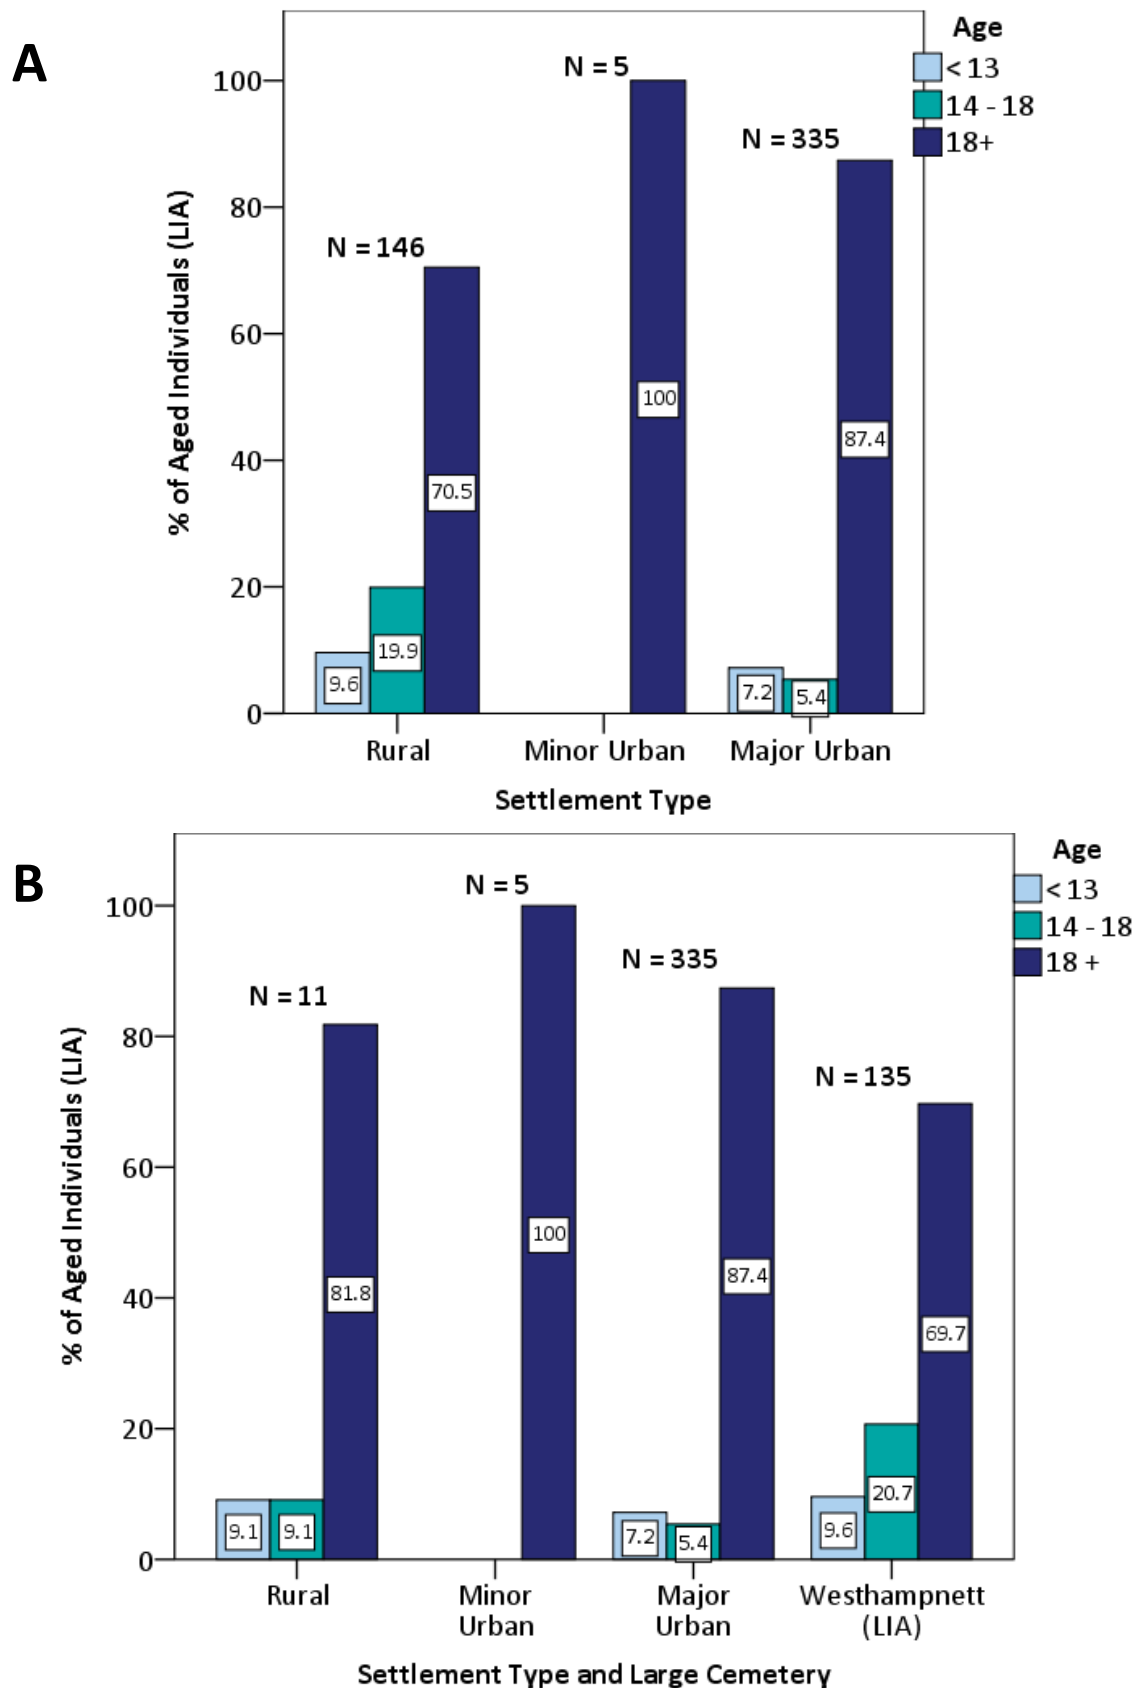 A
Age
< 13
14 - 18
18+
% of Aged Individuals (LIA)
100
80
60
40
20
0
N = 146
N = 5
N = 335
9.6
19.9
70.5
100
7.2
5.4
87.4
Rural
Minor Urban
Major Urban
Settlement Type
B
Age
< 13
14 - 18
18 +
% of Aged Individuals (LIA)
100
80
60
40
20
0
N = 11
N = 5
N = 335
N = 135
9.1
9.1
81.8
100
7.2
5.4
87.4
9.6
20.7
69.7
Rural
Minor
Urban
Major
Urban
Westhampnett
(LIA)
Settlement Type and Large Cemetery